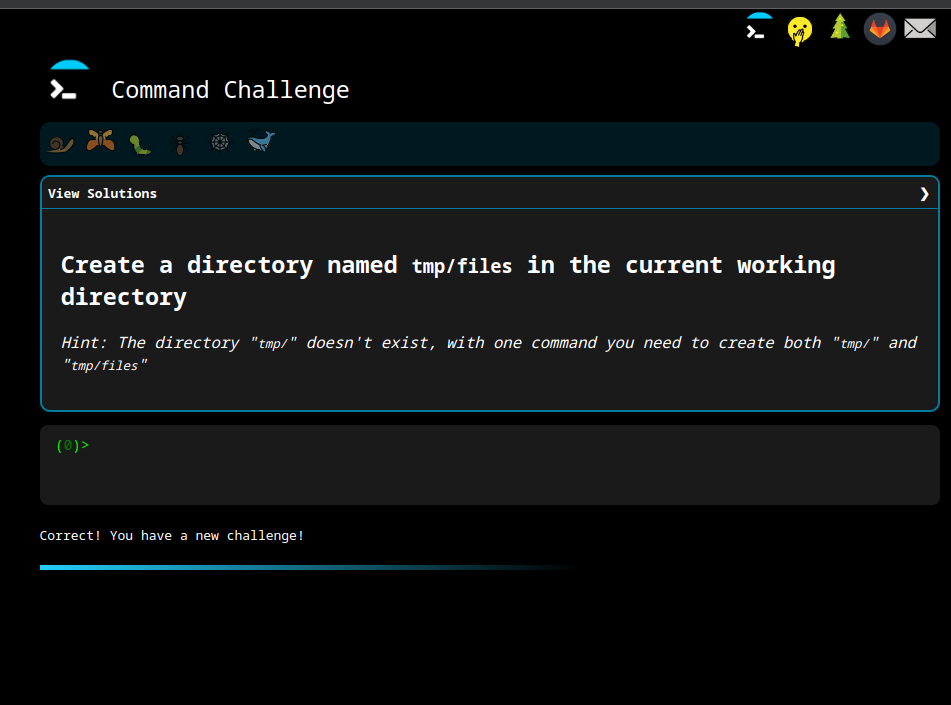 Command Challenge
View Solutions ❯
Create a directory named tmp/files in the current working
directory
Hint: The directory "tmp/" doesn't exist, with one command you need to create both "tmp/" and
"tmp/files"
(0)>
Correct! You have a new challenge!